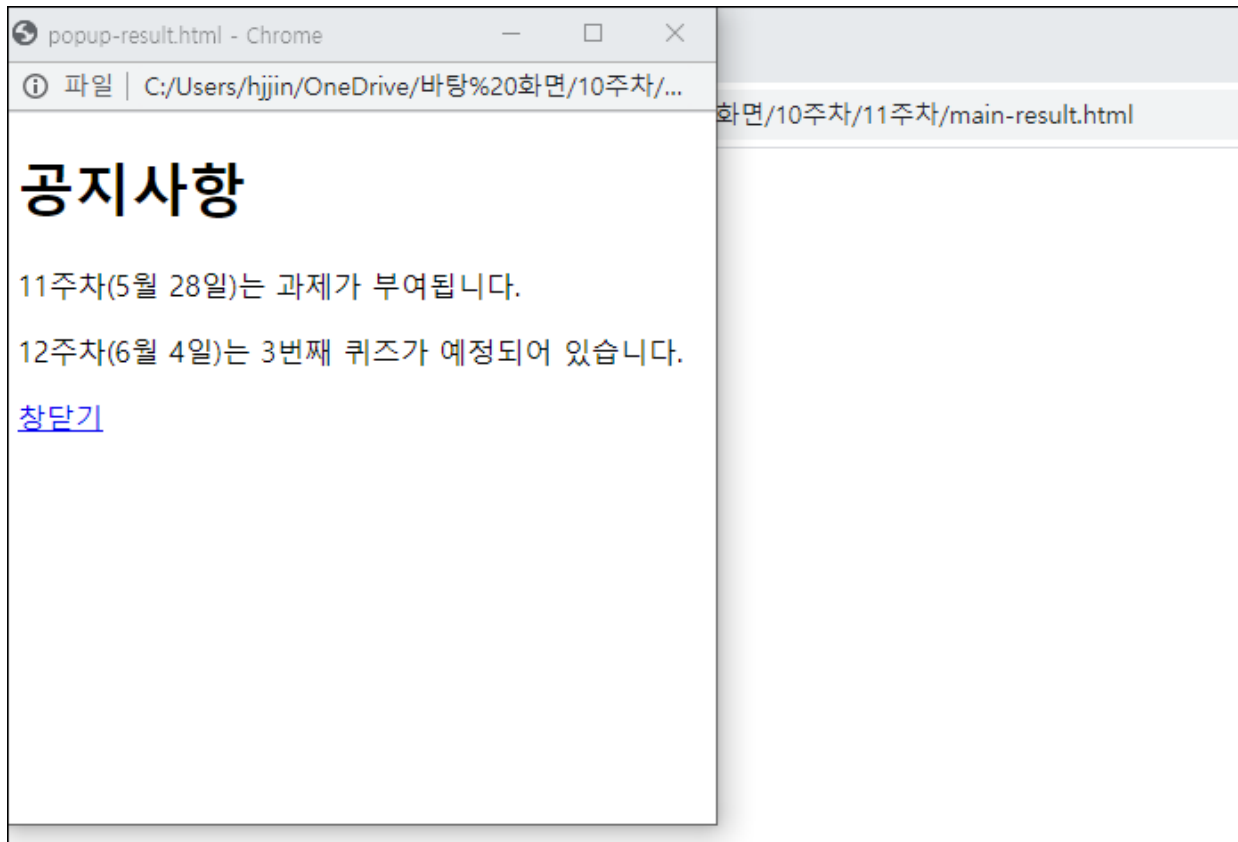 popup-result.html - Chrome
파일 | C:/Users/hjjin/OneDrive/바탕%20화면/10주차/...
화면/10주차/11주차/main-result.html
공지사항
11주차(5월 28일)는 과제가 부여됩니다.
12주차(6월 4일)는 3번째 퀴즈가 예정되어 있습니다.
창닫기